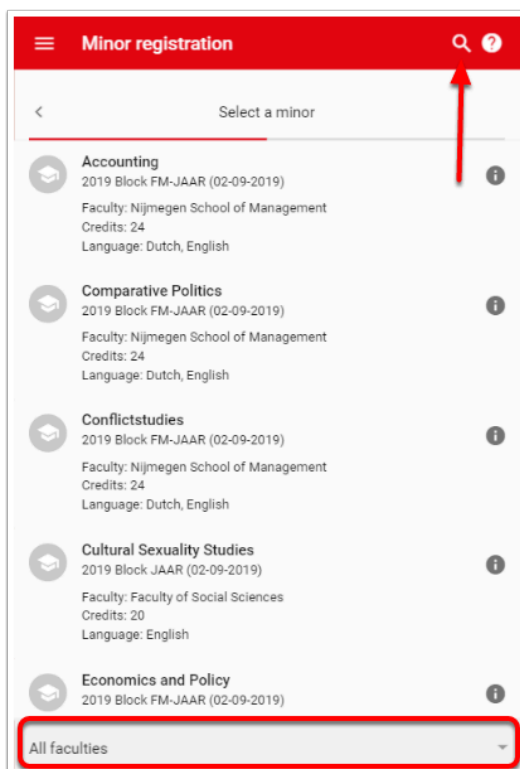 Minor registration
?
Select a minor
Accounting
2019 Block FM-JAAR (02-09-2019)
Faculty: Nijmegen School of Management
Credits: 24
Language: Dutch, English
Comparative Politics
2019 Block FM-JAAR (02-09-2019)
Faculty: Nijmegen School of Management
Credits: 24
Language: Dutch, English
Conflictstudies
2019 Block FM-JAAR (02-09-2019)
Faculty: Nijmegen School of Management
Credits: 24
Language: Dutch, English
Cultural Sexuality Studies
2019 Block JAAR (02-09-2019)
Faculty: Faculty of Social Sciences
Credits: 20
Language: English
Economics and Policy
2019 Block FM-JAAR (02-09-2019)
All faculties